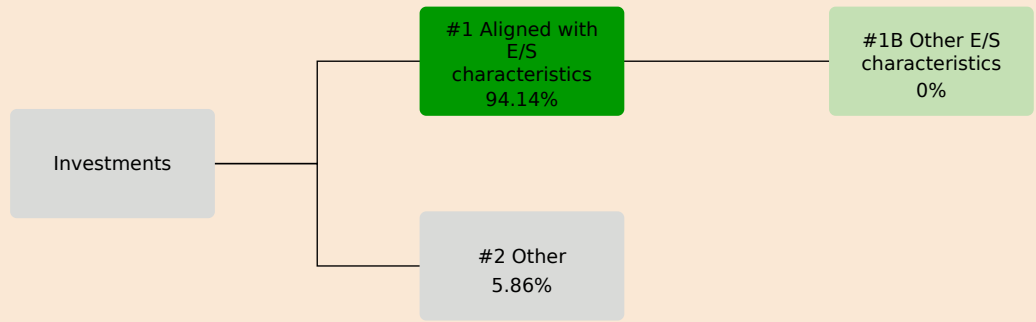 Investments
#1 Aligned with
E/S
characteristics
94.14%
#1B Other E/S
characteristics
0%
#2 Other
5.86%